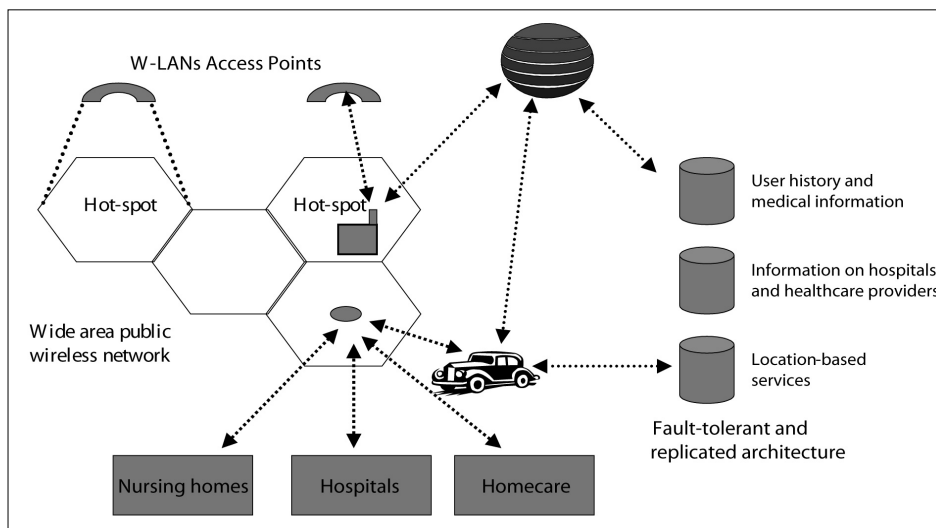 W-LANs Access Points
Hot-spot
Hot-spot
User history and
medical information
Information on hospitals
and healthcare providers
Wide area public
wireless network
Location-based
services
Fault-tolerant and
replicated architecture
Nursing homes
Hospitals
Homecare